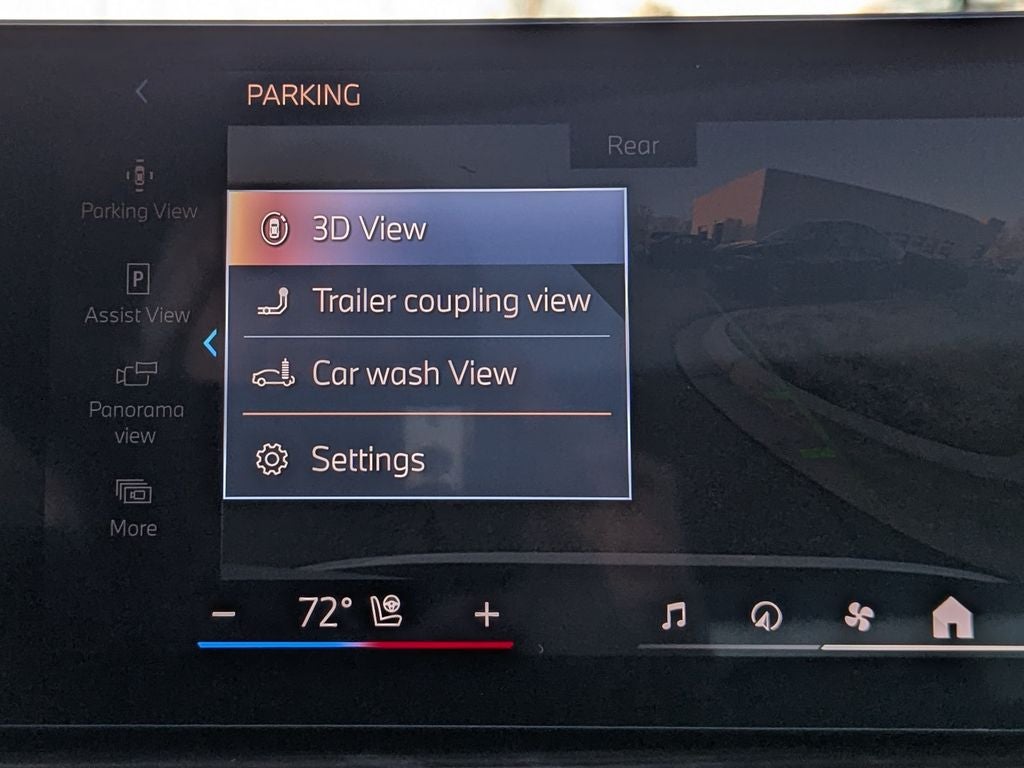 PARKING
Rear
Parking View
P
Assist View
Panorama
view
More
3D View
Trailer coupling view
Car wash View
Settings
− 72° +